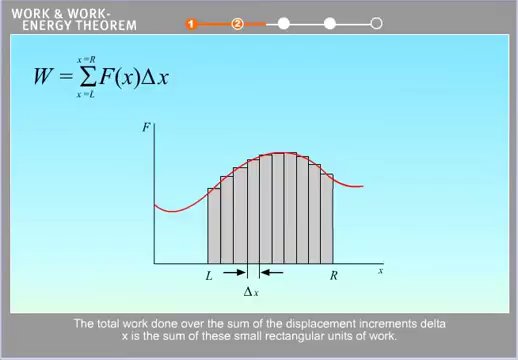 WORK & WORK-
ENERGY THEOREM
1 2
x=R
W = ∑ F(x)Δx
x=L
F
L R x
Δx
The total work done over the sum of the displacement increments delta
x is the sum of these small rectangular units of work.